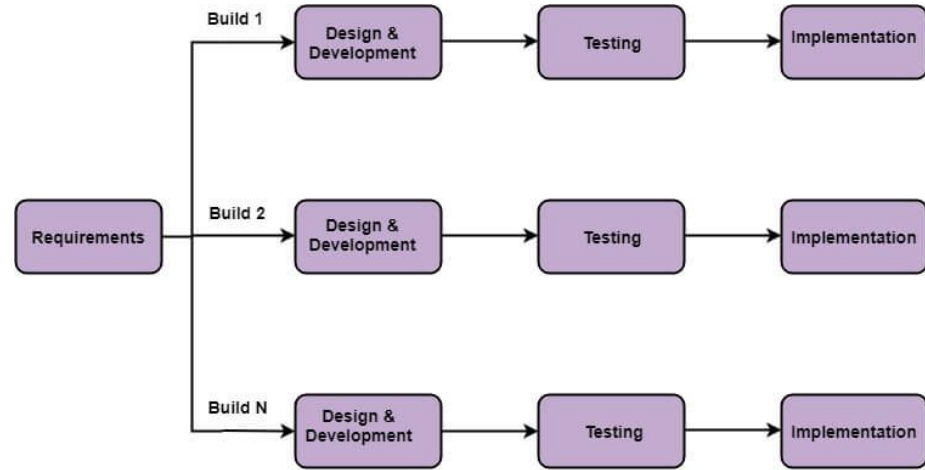 Build 1
Design &
Development
Testing
Implementation
Build 2
Requirements
Design &
Development
Testing
Implementation
Build N
Design &
Development
Testing
Implementation